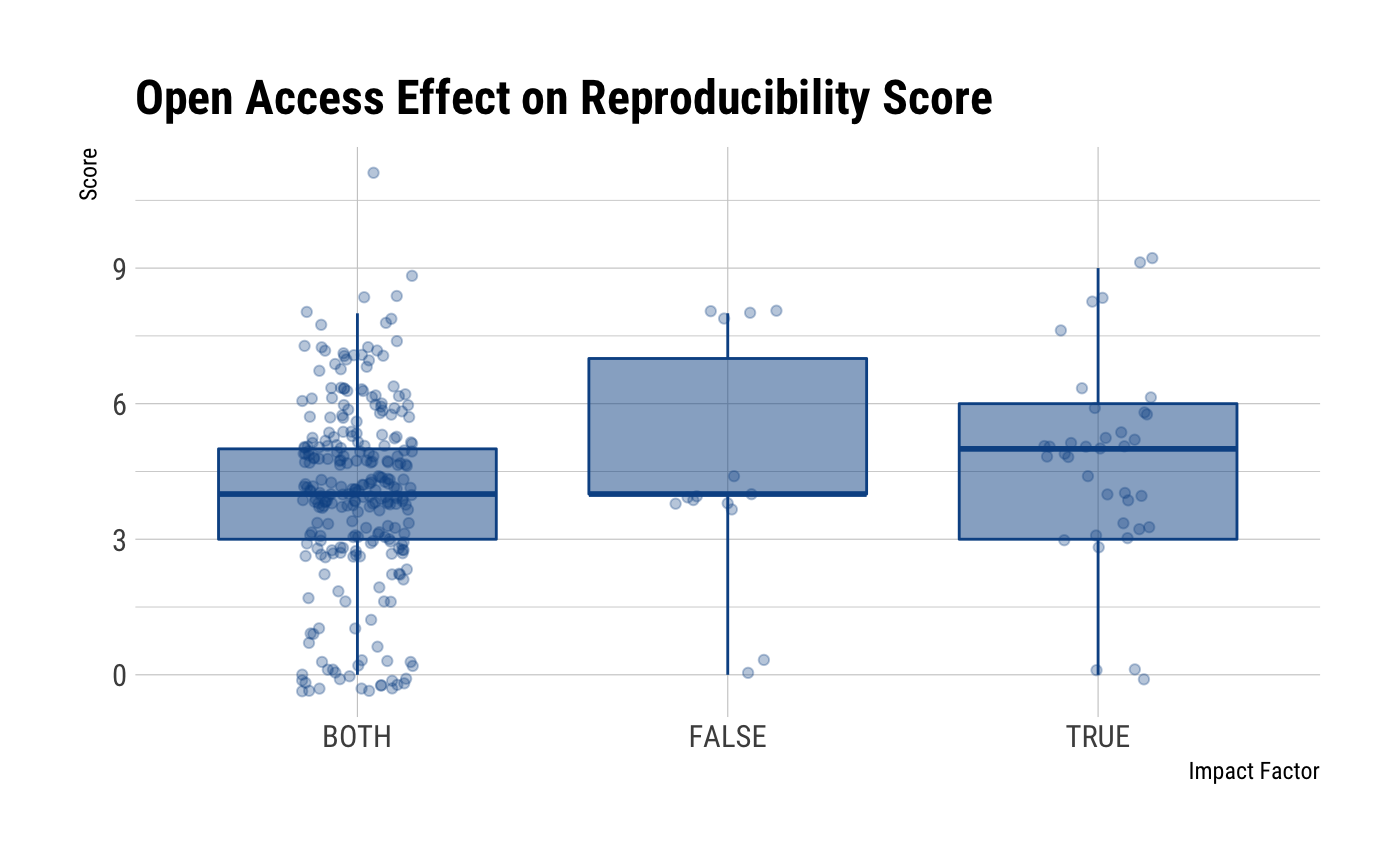 Open Access Effect on Reproducibility Score
Score
9
6
3
0
BOTH FALSE TRUE
Impact Factor